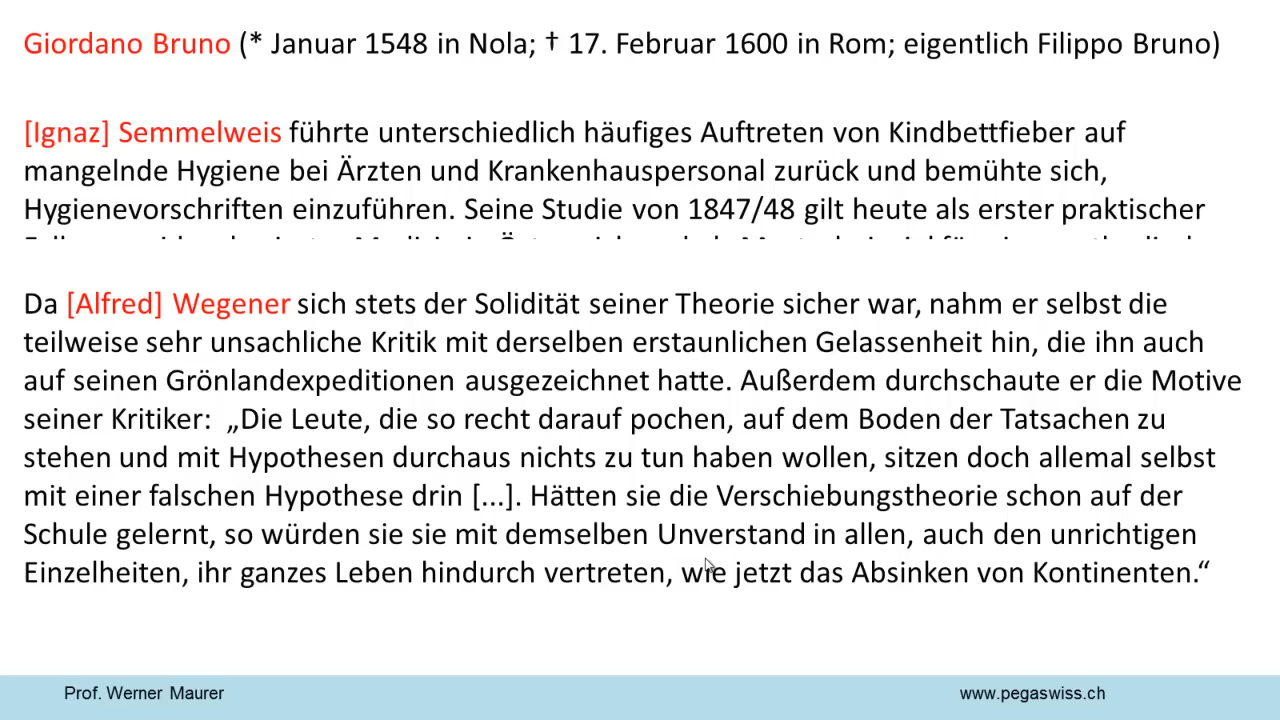 Giordano Bruno (* Januar 1548 in Nola; † 17. Februar 1600 in Rom; eigentlich Filippo Bruno)
[Ignaz] Semmelweis führte unterschiedlich häufiges Auftreten von Kindbettfieber auf
mangelnde Hygiene bei Ärzten und Krankenhauspersonal zurück und bemühte sich,
Hygienevorschriften einzuführen. Seine Studie von 1847/48 gilt heute als erster praktischer
Da [Alfred] Wegener sich stets der Solidität seiner Theorie sicher war, nahm er selbst die
teilweise sehr unsachliche Kritik mit derselben erstaunlichen Gelassenheit hin, die ihn auch
auf seinen Grönlandexpeditionen ausgezeichnet hatte. Außerdem durchschaute er die Motive
seiner Kritiker:  „Die Leute, die so recht darauf pochen, auf dem Boden der Tatsachen zu
stehen und mit Hypothesen durchaus nichts zu tun haben wollen, sitzen doch allemal selbst
mit einer falschen Hypothese drin [...]. Hätten sie die Verschiebungstheorie schon auf der
Schule gelernt, so würden sie sie mit demselben Unverstand in allen, auch den unrichtigen
Einzelheiten, ihr ganzes Leben hindurch vertreten, wie jetzt das Absinken von Kontinenten.“
Prof. Werner Maurer
www.pegaswiss.ch